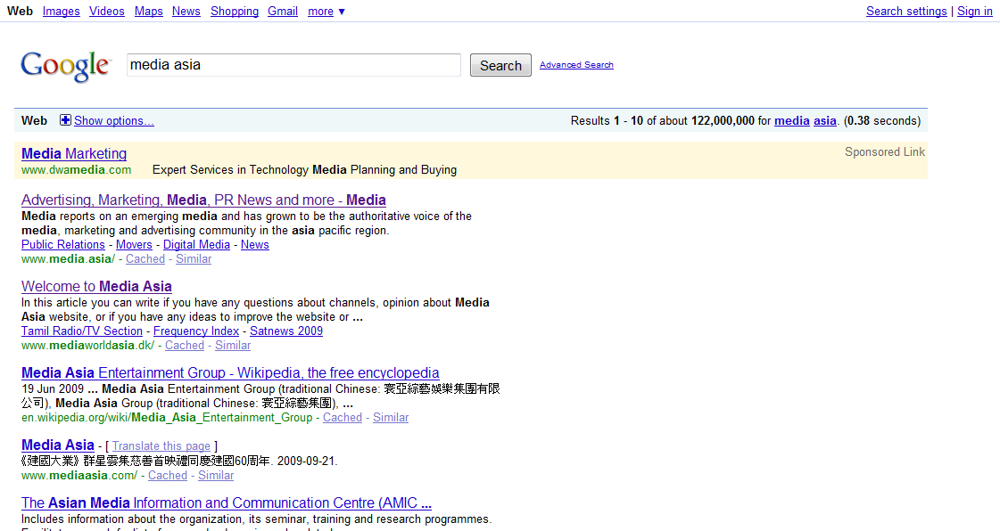 Web Images Videos Maps News Shopping Gmail more ▼ Search settings | Sign in
Google™ media asia Search Advanced Search
Web Show options... Results 1 - 10 of about 122,000,000 for media asia. (0.38 seconds)
Media Marketing Sponsored Link
www.dwamedia.com Expert Services in Technology Media Planning and Buying
Advertising, Marketing, Media, PR News and more - Media
Media reports on an emerging media and has grown to be the authoritative voice of the
media, marketing and advertising community in the asia pacific region.
Public Relations - Movers - Digital Media - News
www.media.asia/ - Cached - Similar
Welcome to Media Asia
In this article you can write if you have any questions about channels, opinion about Media
Asia website, or if you have any ideas to improve the website or ...
Tamil Radio/TV Section - Frequency Index - Satnews 2009
www.mediaworldasia.dk/ - Cached - Similar
Media Asia Entertainment Group - Wikipedia, the free encyclopedia
19 Jun 2009 ... Media Asia Entertainment Group (traditional Chinese: 寰亞綜藝娛樂集團有限
公司), Media Asia Group (traditional Chinese: 寰亞綜藝集團), ...
en.wikipedia.org/wiki/Media_Asia_Entertainment_Group - Cached - Similar
Media Asia - [ Translate this page ]
《建國大業》 群星雲集慈善首映禮同慶建國60周年. 2009-09-21.
www.mediaasia.com/ - Cached - Similar
The Asian Media Information and Communication Centre (AMIC ...
Includes information about the organization, its seminar, training and research programmes.